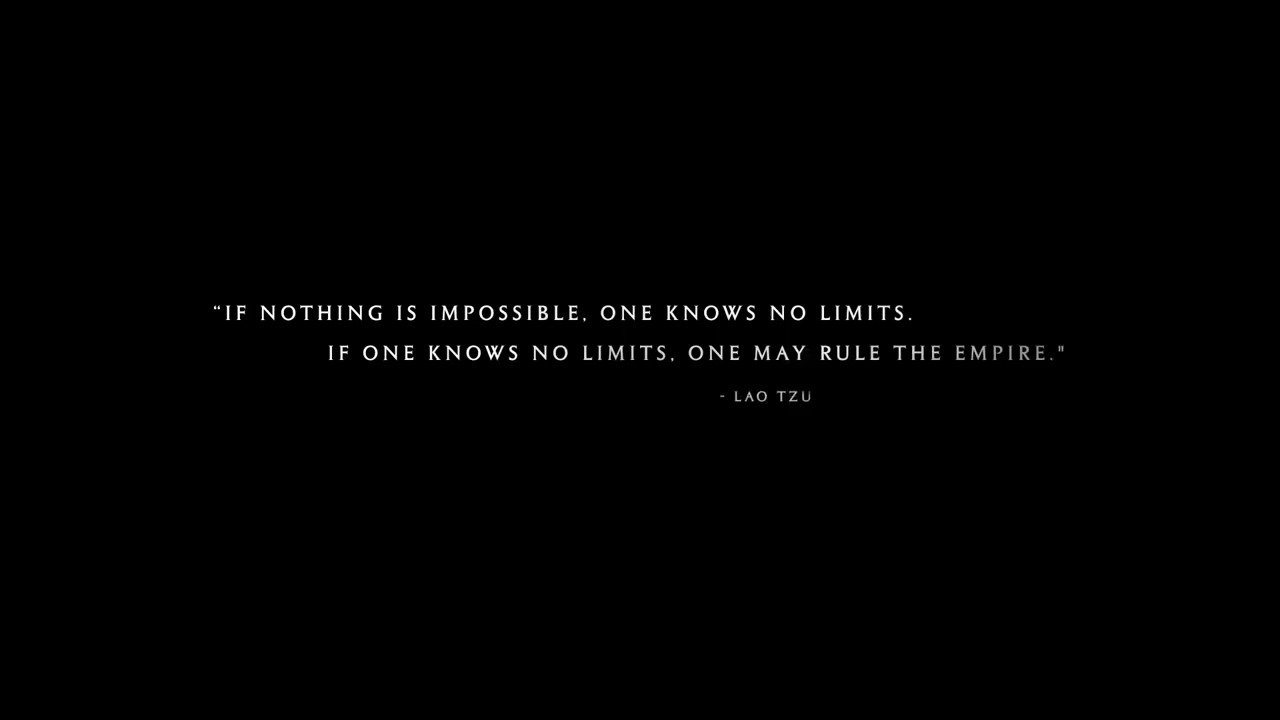 “IF NOTHING IS IMPOSSIBLE, ONE KNOWS NO LIMITS.
IF ONE KNOWS NO LIMITS, ONE MAY RULE THE EMPIRE."
- LAO TZU